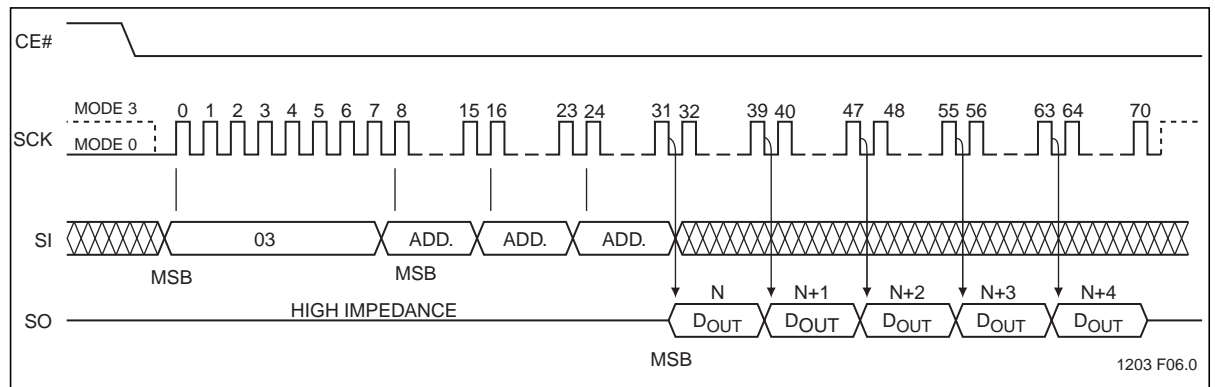 CE#
MODE 3
SCK
MODE 0
0 1 2 3 4 5 6 7 8 15 16 23 24 31 32 39 40 47 48 55 56 63 64 70
SI
03
ADD. ADD. ADD.
MSB MSB
HIGH IMPEDANCE
N N+1 N+2 N+3 N+4
SO
DOUT DOUT DOUT DOUT DOUT
MSB
1203 F06.0